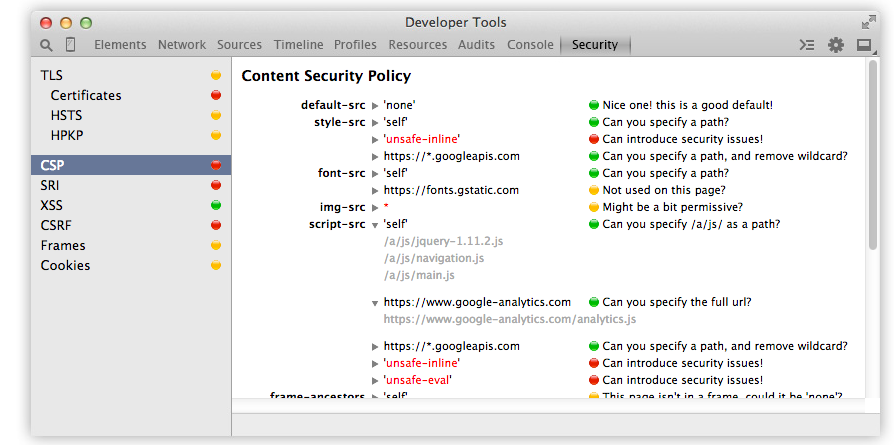 Developer Tools
Elements Network Sources Timeline Profiles Resources Audits Console Security
TLS
Certificates
HSTS
HPKP
CSP
SRI
XSS
CSRF
Frames
Cookies
Content Security Policy
default-src 'none' Nice one! this is a good default!
style-src 'self' Can you specify a path?
'unsafe-inline' Can introduce security issues!
https://*.googleapis.com Can you specify a path, and remove wildcard?
font-src 'self' Can you specify a path?
https://fonts.gstatic.com Not used on this page?
img-src * Might be a bit permissive?
script-src 'self' Can you specify /a/js/ as a path?
/a/js/jquery-1.11.2.js
/a/js/navigation.js
/a/js/main.js
https://www.google-analytics.com Can you specify the full url?
https://www.google-analytics.com/analytics.js
https://*.googleapis.com Can you specify a path, and remove wildcard?
'unsafe-inline' Can introduce security issues!
'unsafe-eval' Can introduce security issues!
frame-ancestors 'self' This page isn't in a frame, could it be 'none'?